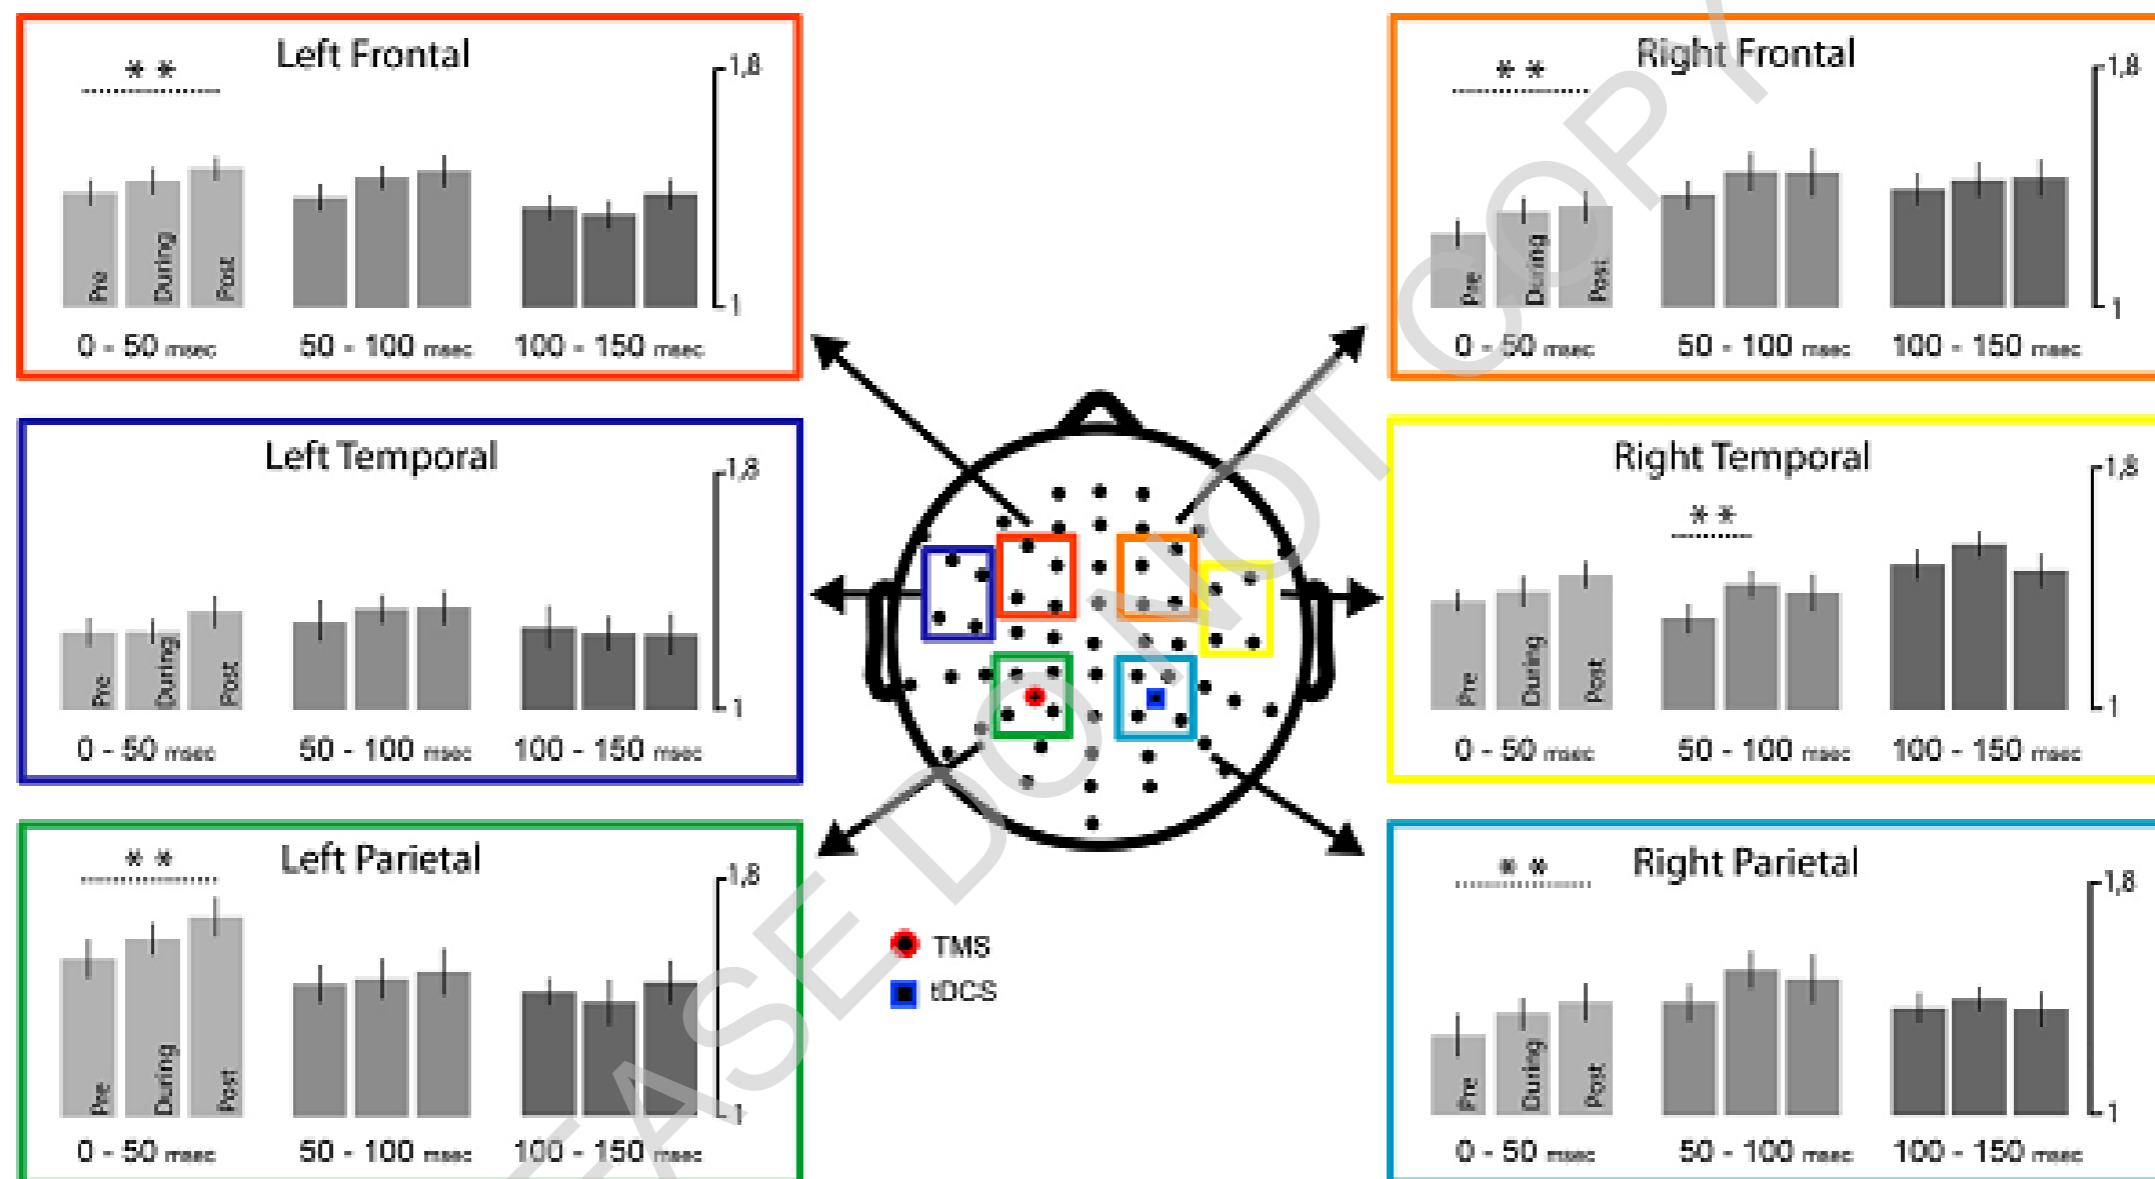 Left Frontal
* *
1,8
Pre
During
Post
1
0 - 50 msec
50 - 100 msec
100 - 150 msec
Right Frontal
* *
1,8
Pre
During
Post
1
0 - 50 msec
50 - 100 msec
100 - 150 msec
Left Temporal
1,8
Pre
During
Post
1
0 - 50 msec
50 - 100 msec
100 - 150 msec
Right Temporal
* *
1,8
Pre
During
Post
1
0 - 50 msec
50 - 100 msec
100 - 150 msec
Left Parietal
* *
1,8
Pre
During
Post
1
0 - 50 msec
50 - 100 msec
100 - 150 msec
TMS
tDCS
Right Parietal
* *
1,8
Pre
During
Post
1
0 - 50 msec
50 - 100 msec
100 - 150 msec
EASE DO NOT COPY